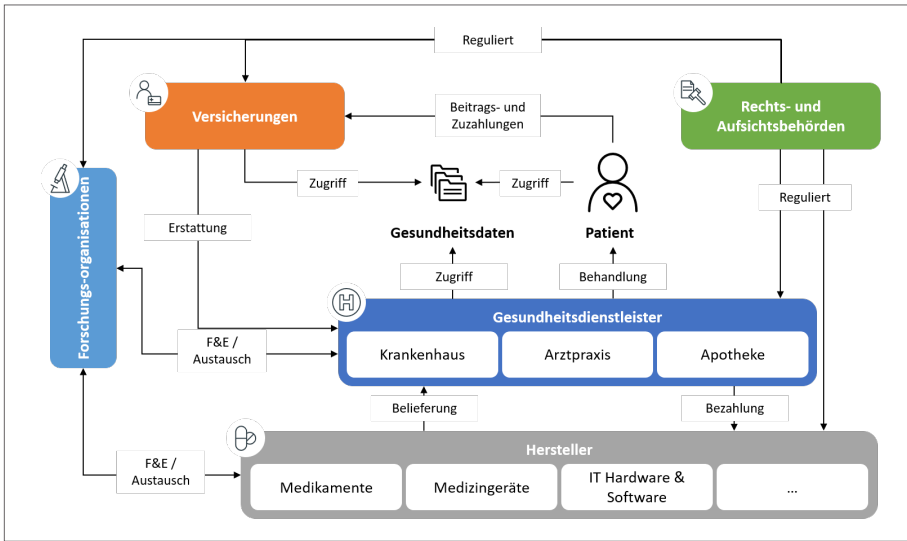 Reguliert
Versicherungen
Beitrags- und
Zuzahlungen
Rechts- und
Aufsichtsbehörden
Zugriff
Zugriff
Reguliert
Forschungs-organisationen
Erstattung
Gesundheitsdaten
Patient
Zugriff
Behandlung
Gesundheitsdienstleister
F&E /
Austausch
Krankenhaus
Arztpraxis
Apotheke
Belieferung
Bezahlung
Hersteller
F&E /
Austausch
Medikamente
Medizingeräte
IT Hardware &
Software
...